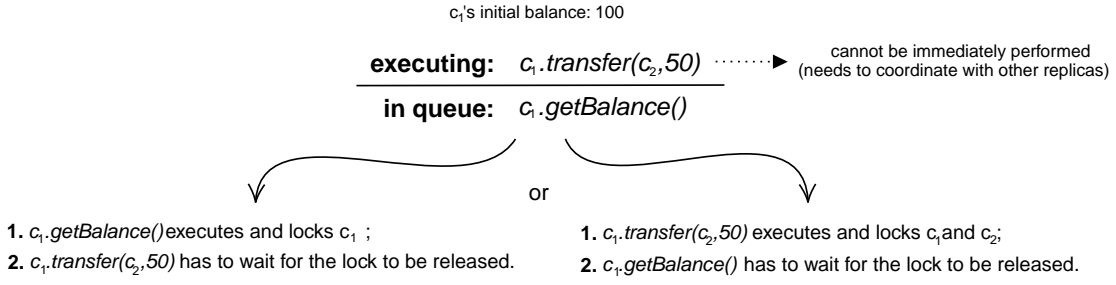 c₁'s initial balance: 100
executing: c₁.transfer(c₂,50)
cannot be immediately performed
(needs to coordinate with other replicas)
in queue: c₁.getBalance()
or
1. c₁.getBalance() executes and locks c₁ ;
2. c₁.transfer(c₂,50) has to wait for the lock to be released.
1. c₁.transfer(c₂,50) executes and locks c₁ and c₂;
2. c₁.getBalance() has to wait for the lock to be released.